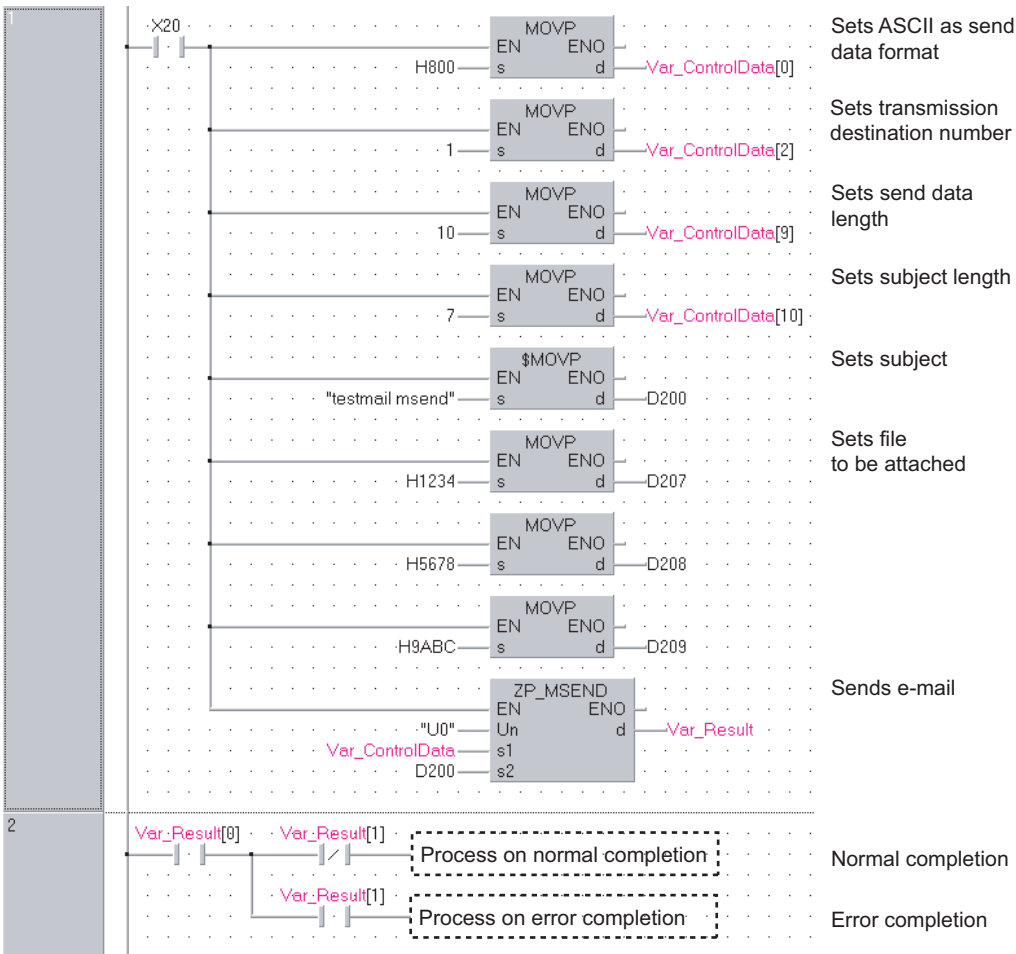 1
X20
MOVP
EN ENO
H800 s d Var_ControlData[0]
Sets ASCII as send
data format
MOVP
EN ENO
1 s d Var_ControlData[2]
Sets transmission
destination number
MOVP
EN ENO
10 s d Var_ControlData[9]
Sets send data
length
MOVP
EN ENO
7 s d Var_ControlData[10]
Sets subject length
$MOVP
EN ENO
"testmail msend" s d D200
Sets subject
MOVP
EN ENO
H1234 s d D207
Sets file
to be attached
MOVP
EN ENO
H5678 s d D208
MOVP
EN ENO
H9ABC s d D209
ZP_MSEND
EN ENO
"U0" Un d Var_Result
Var_ControlData s1
D200 s2
Sends e-mail
2
Var_Result[0] Var_Result[1]
Process on normal completion
Normal completion
Var_Result[1]
Process on error completion
Error completion